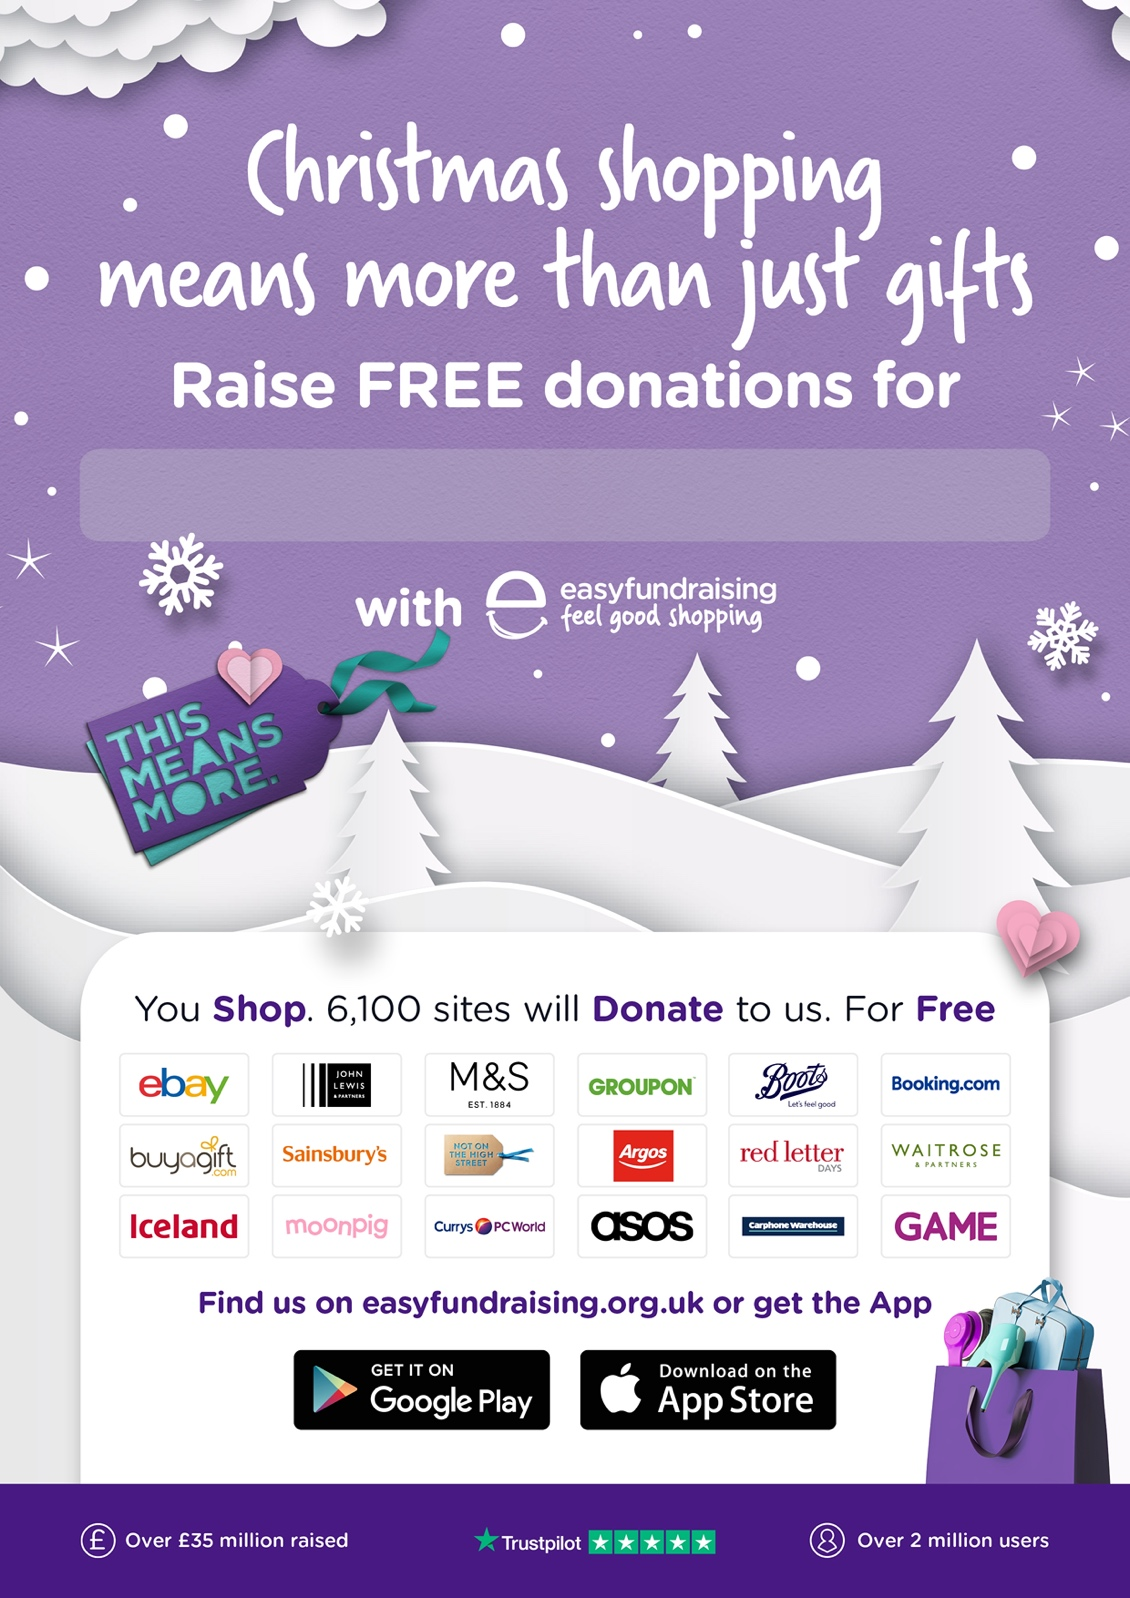 Christmas shopping
means more than just gifts
Raise FREE donations for
with easyfundraising
feel good shopping
THIS
MEANS
MORE.
You Shop. 6,100 sites will Donate to us. For Free
ebay
JOHN
LEWIS
& PARTNERS
M&S
EST. 1884
GROUPON
Boots
Let's feel good
Booking.com
buyagift
.com
Sainsbury's
NOT ON
THE HIGH
STREET
Argos
red letter
DAYS
WAITROSE
& PARTNERS
Iceland
moonpig
Currys PC World
asos
Carphone Warehouse
GAME
Find us on easyfundraising.org.uk or get the App
GET IT ON
Google Play
Download on the
App Store
£ Over £35 million raised
Trustpilot
Over 2 million users